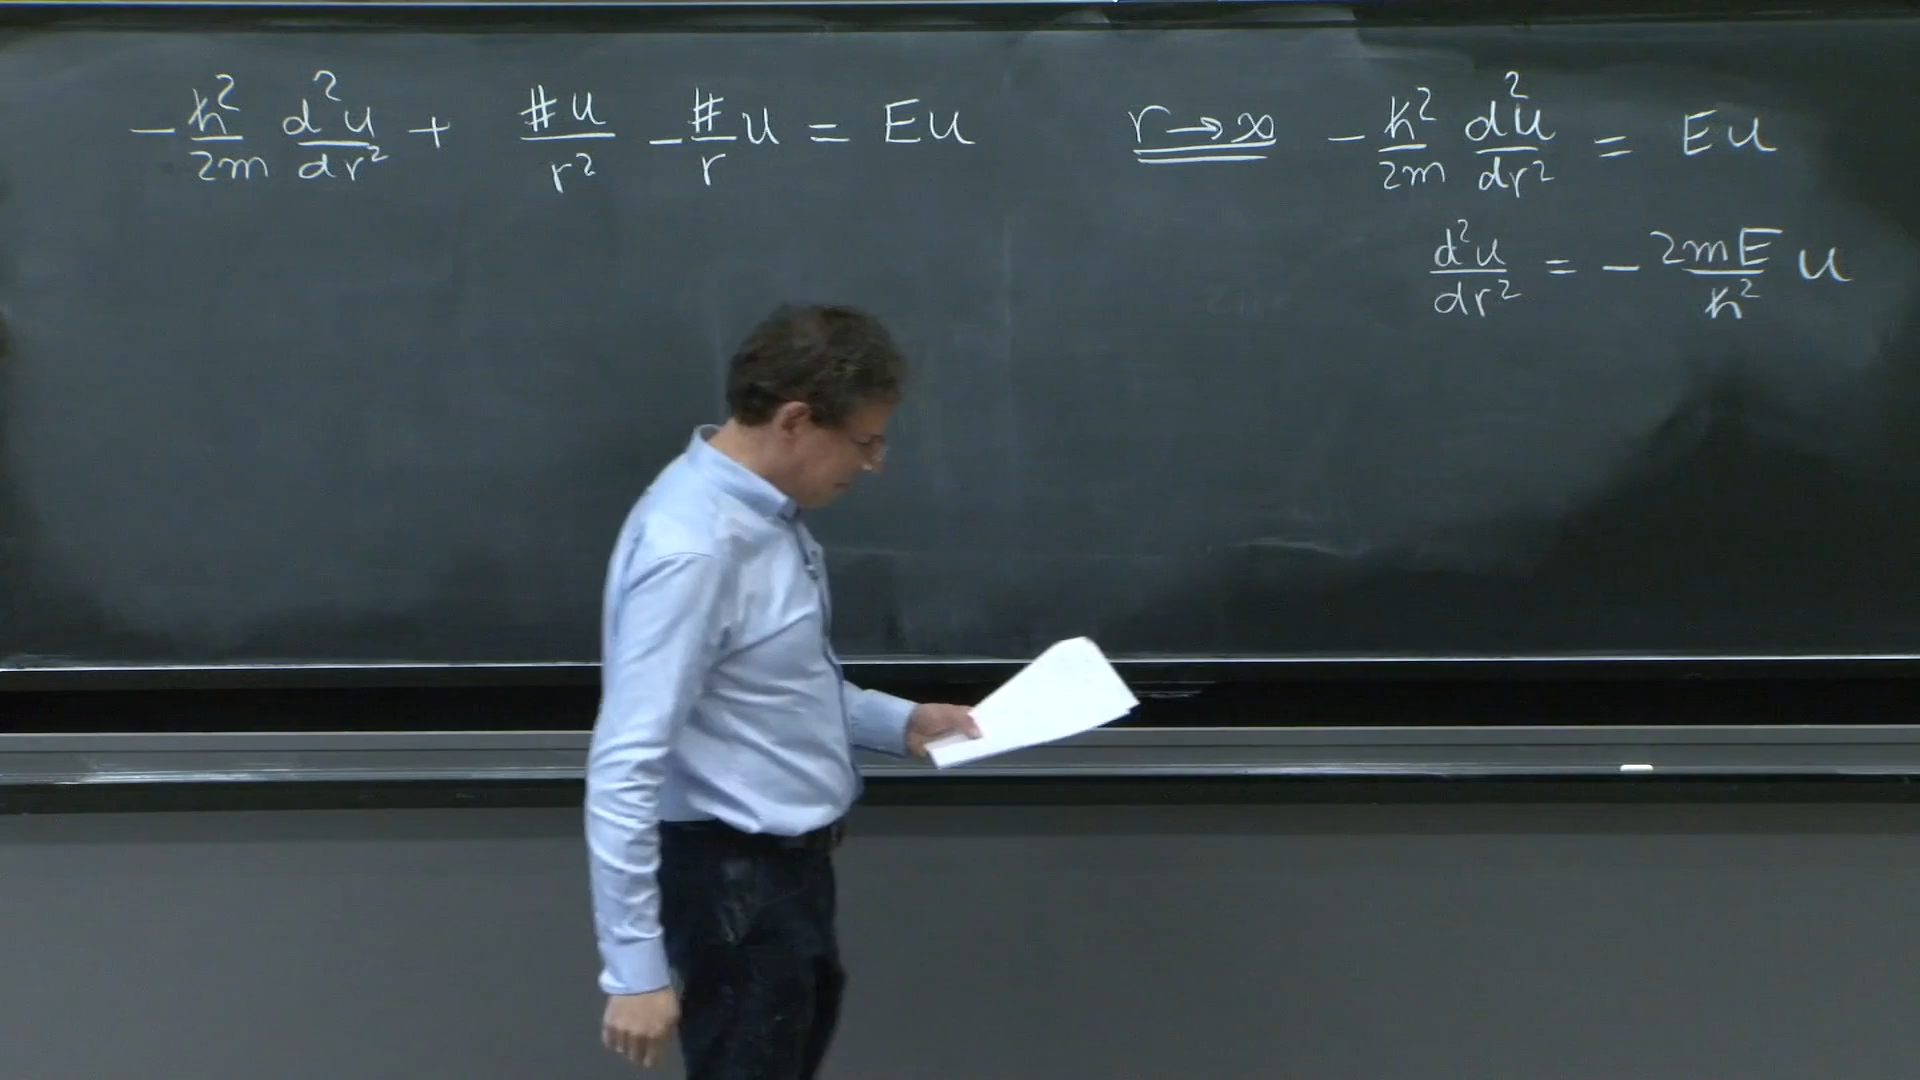 -ℏ²/2m d²u/dr² + #u/r² - #/r u = Eu
r→∞ -ℏ²/2m d²u/dr² = Eu
d²u/dr² = - 2mE/ℏ² u